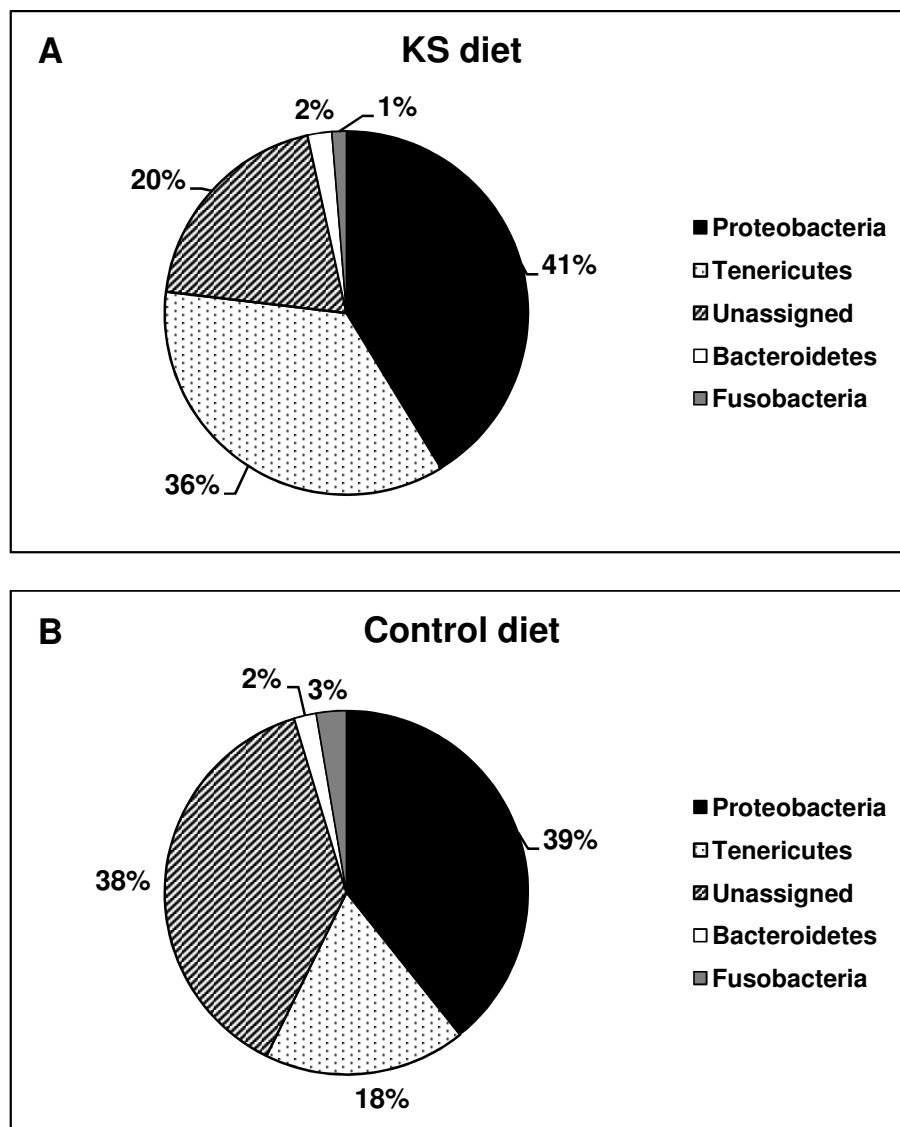 A
KS diet
2%
1%
20%
41%
36%
Proteobacteria
Tenericutes
Unassigned
Bacteroidetes
Fusobacteria
B
Control diet
2%
3%
38%
39%
18%
Proteobacteria
Tenericutes
Unassigned
Bacteroidetes
Fusobacteria